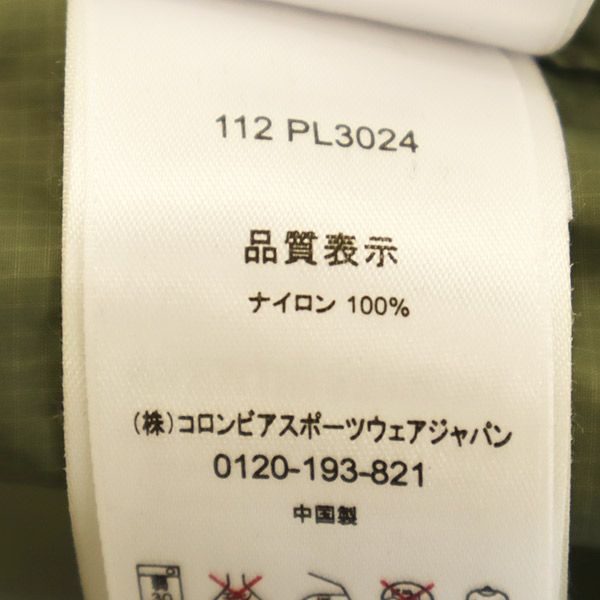 112 PL3024
品質表示
ナイロン 100%
(株)コロンビアスポーツウェアジャパン
0120-193-821
中国製
30